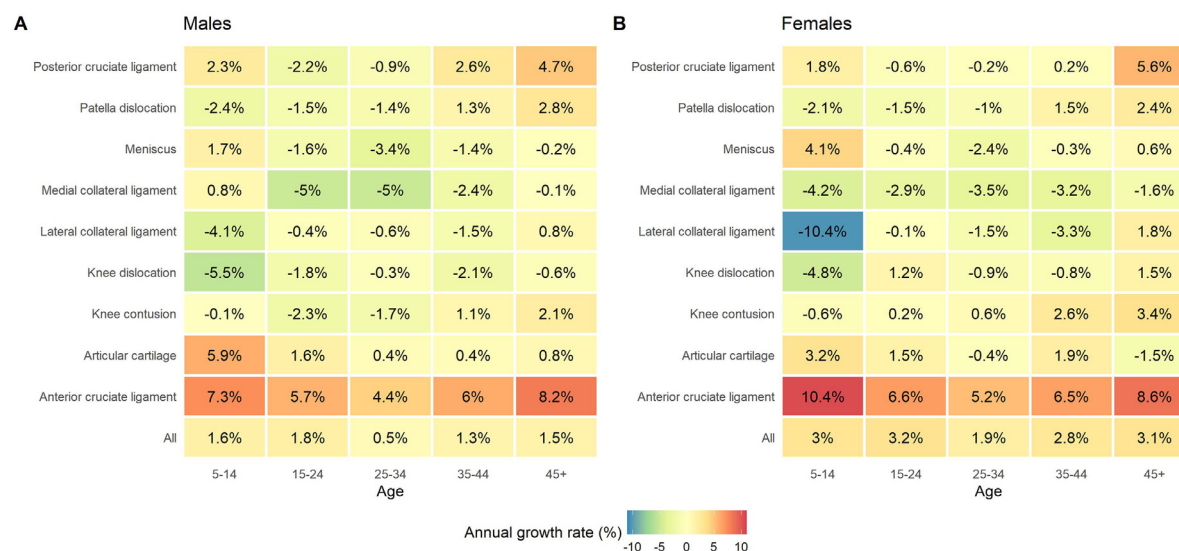 A Males
Posterior cruciate ligament 2.3% -2.2% -0.9% 2.6% 4.7%
Patella dislocation -2.4% -1.5% -1.4% 1.3% 2.8%
Meniscus 1.7% -1.6% -3.4% -1.4% -0.2%
Medial collateral ligament 0.8% -5% -5% -2.4% -0.1%
Lateral collateral ligament -4.1% -0.4% -0.6% -1.5% 0.8%
Knee dislocation -5.5% -1.8% -0.3% -2.1% -0.6%
Knee contusion -0.1% -2.3% -1.7% 1.1% 2.1%
Articular cartilage 5.9% 1.6% 0.4% 0.4% 0.8%
Anterior cruciate ligament 7.3% 5.7% 4.4% 6% 8.2%
All 1.6% 1.8% 0.5% 1.3% 1.5%
5-14 15-24 25-34 35-44 45+
Age
B Females
Posterior cruciate ligament 1.8% -0.6% -0.2% 0.2% 5.6%
Patella dislocation -2.1% -1.5% -1% 1.5% 2.4%
Meniscus 4.1% -0.4% -2.4% -0.3% 0.6%
Medial collateral ligament -4.2% -2.9% -3.5% -3.2% -1.6%
Lateral collateral ligament -10.4% -0.1% -1.5% -3.3% 1.8%
Knee dislocation -4.8% 1.2% -0.9% -0.8% 1.5%
Knee contusion -0.6% 0.2% 0.6% 2.6% 3.4%
Articular cartilage 3.2% 1.5% -0.4% 1.9% -1.5%
Anterior cruciate ligament 10.4% 6.6% 5.2% 6.5% 8.6%
All 3% 3.2% 1.9% 2.8% 3.1%
5-14 15-24 25-34 35-44 45+
Age
Annual growth rate (%)
-10 -5 0 5 10